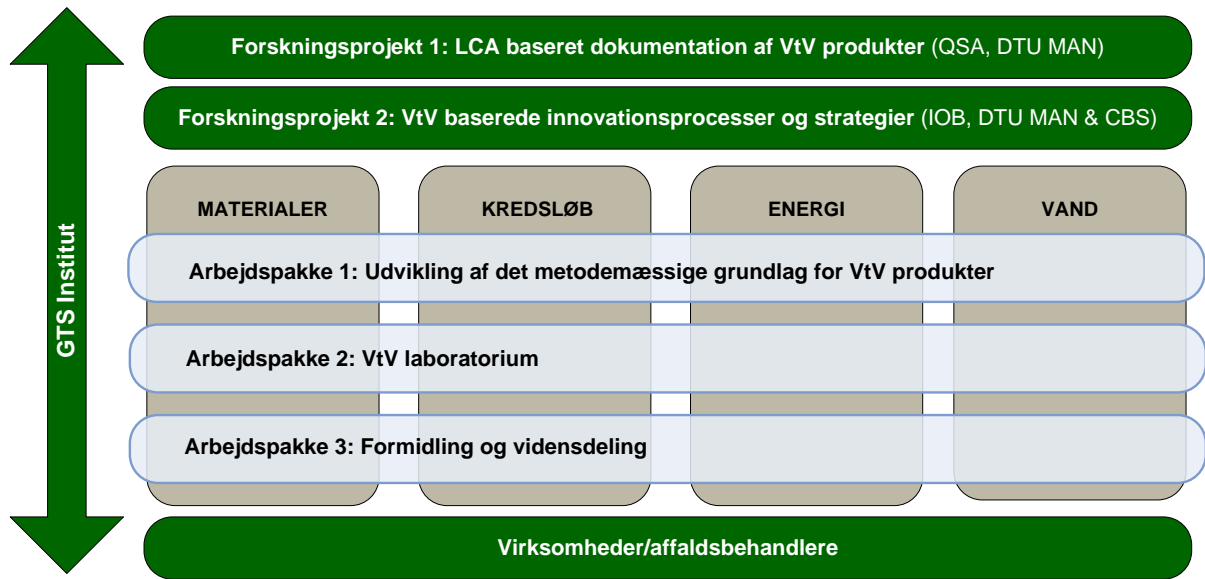 GTS Institut
Forskningsprojekt 1: LCA baseret dokumentation af VtV produkter (QSA, DTU MAN)
Forskningsprojekt 2: VtV baserede innovationsprocesser og strategier (IOB, DTU MAN & CBS)
MATERIALER
KREDSLØB
ENERGI
VAND
Arbejdspakke 1: Udvikling af det metodemæssige grundlag for VtV produkter
Arbejdspakke 2: VtV laboratorium
Arbejdspakke 3: Formidling og vidensdeling
Virksomheder/affaldsbehandlere